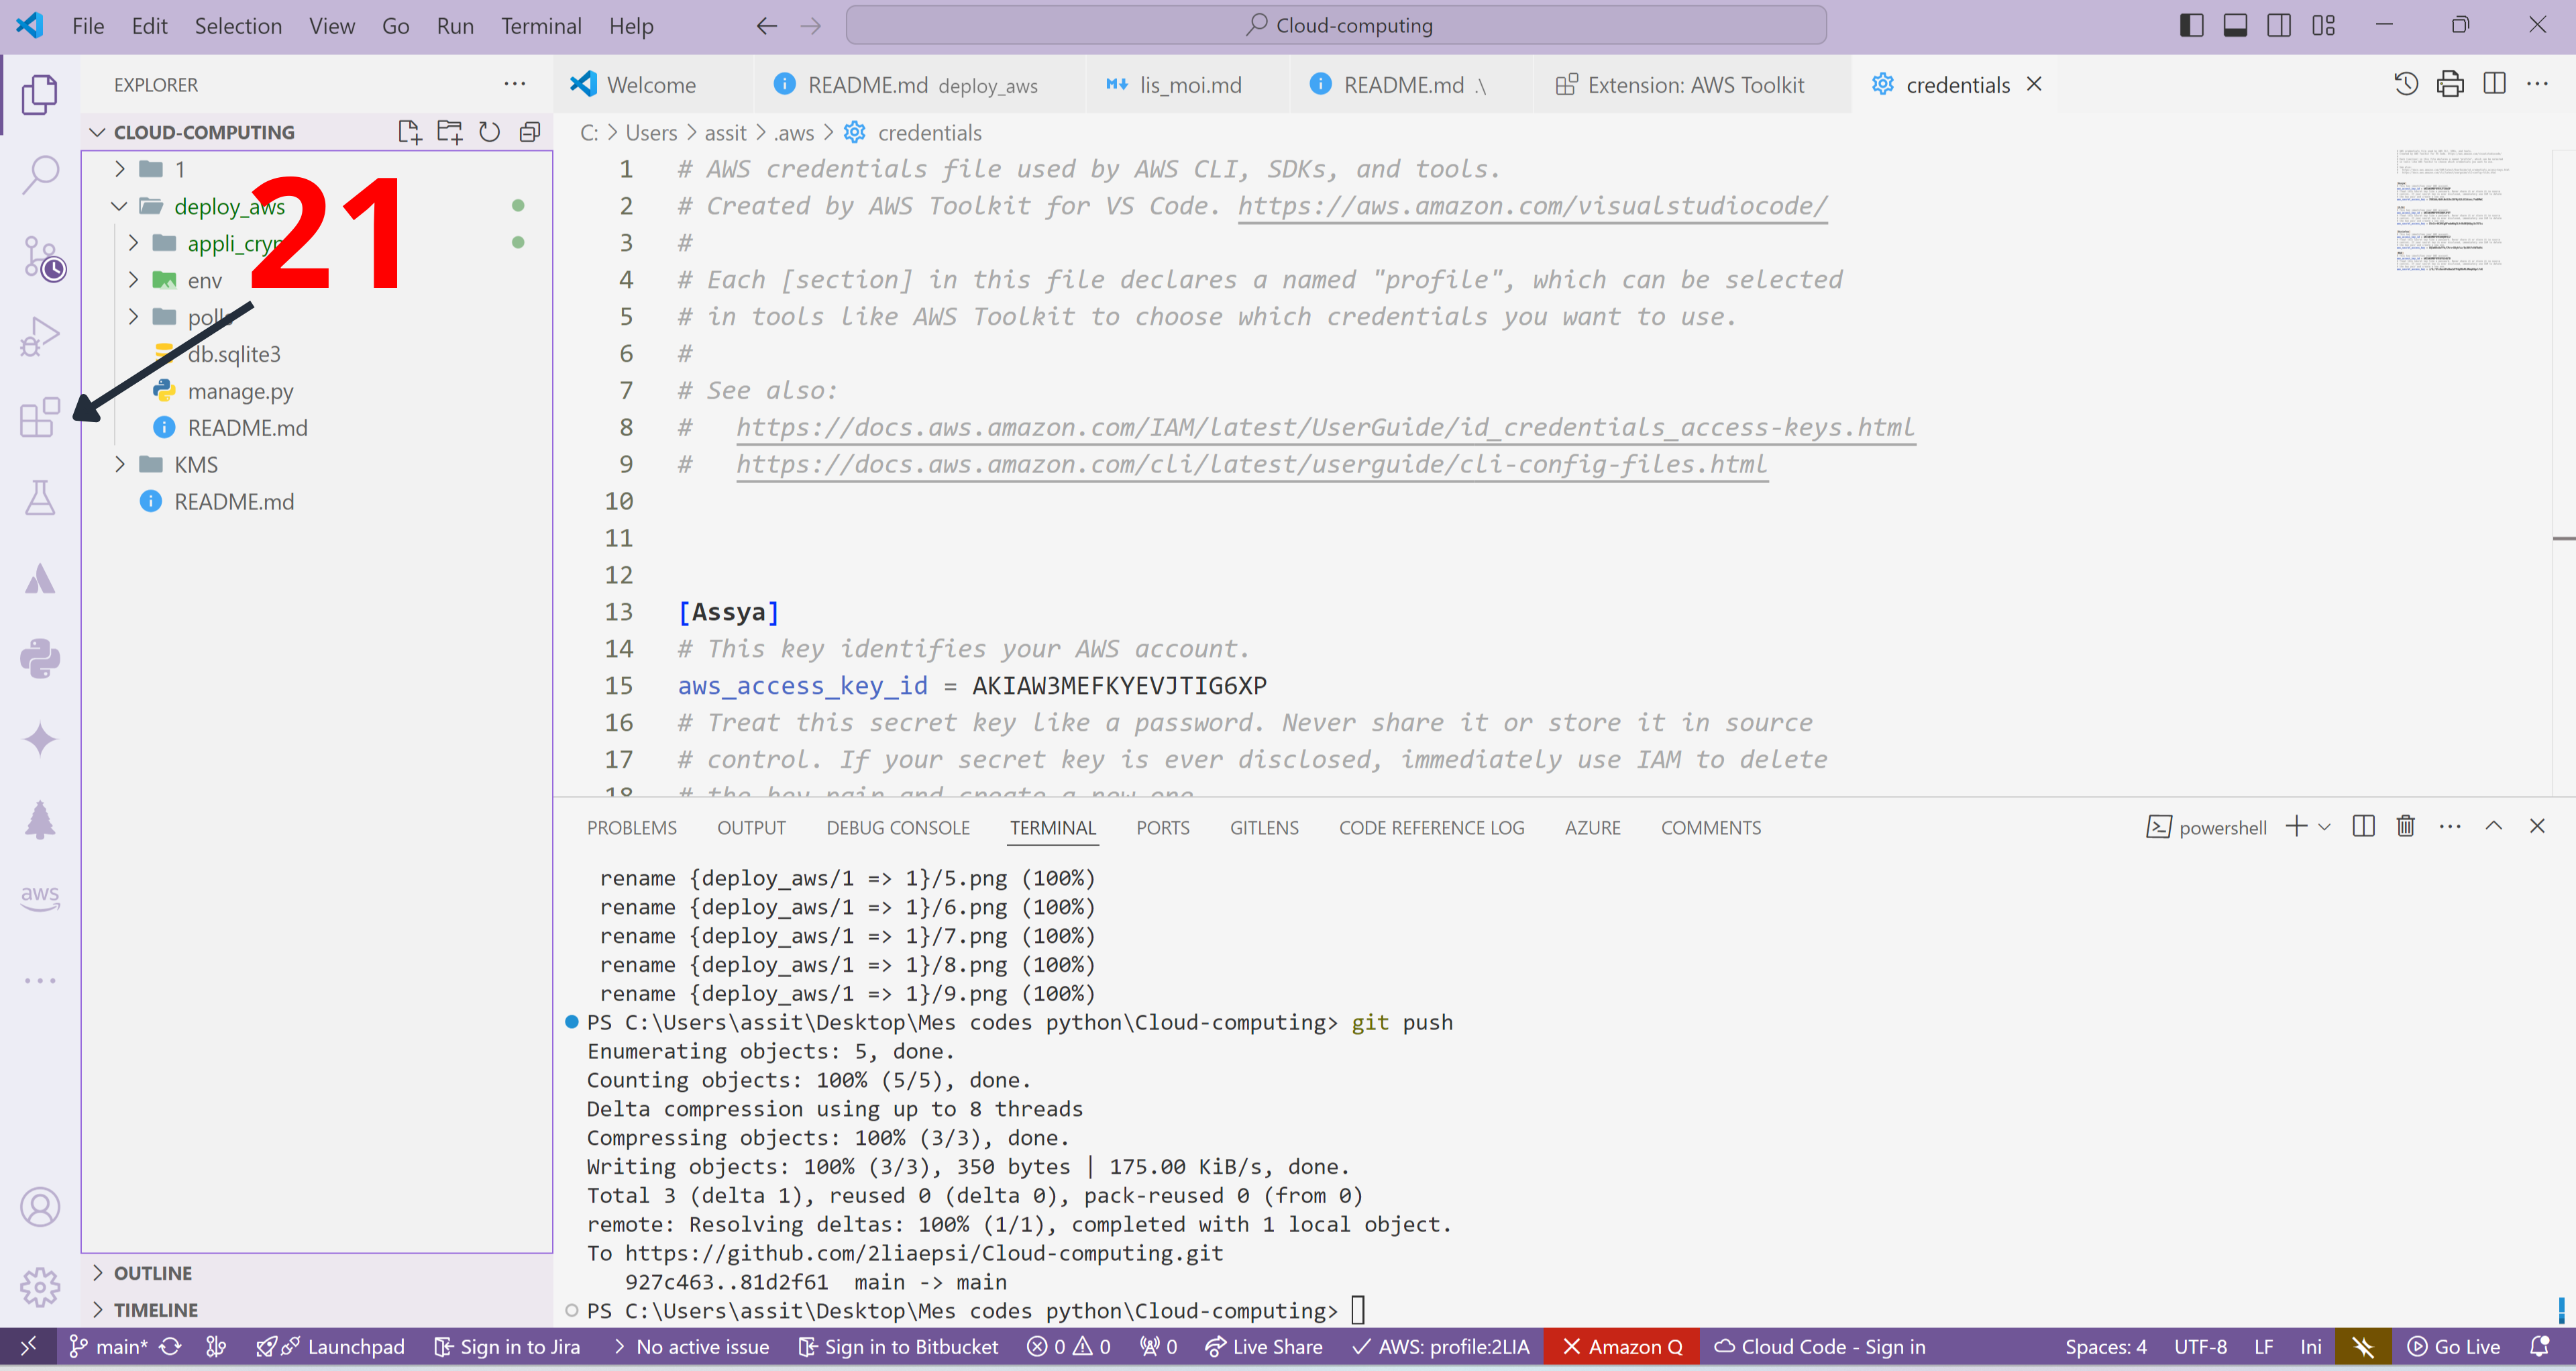 File Edit Selection View Go Run Terminal Help
Cloud-computing
EXPLORER
Welcome
README.md deploy_aws
lis_moi.md
README.md .\
Extension: AWS Toolkit
credentials
CLOUD-COMPUTING
C: > Users > assit > .aws > credentials
1
deploy_aws
appli_cryp
env
polls
db.sqlite3
manage.py
README.md
KMS
README.md
21
aws
OUTLINE
TIMELINE
1 # AWS credentials file used by AWS CLI, SDKs, and tools.
2 # Created by AWS Toolkit for VS Code. https://aws.amazon.com/visualstudiocode/
3 #
4 # Each [section] in this file declares a named "profile", which can be selected
5 # in tools like AWS Toolkit to choose which credentials you want to use.
6 #
7 # See also:
8 # https://docs.aws.amazon.com/IAM/latest/UserGuide/id_credentials_access-keys.html
9 # https://docs.aws.amazon.com/cli/latest/userguide/cli-config-files.html
10
11
12
13 [Assya]
14 # This key identifies your AWS account.
15 aws_access_key_id = AKIAW3MEFKYEVJTIG6XP
16 # Treat this secret key like a password. Never share it or store it in source
17 # control. If your secret key is ever disclosed, immediately use IAM to delete
18 # the key pair and create a new one.
PROBLEMS OUTPUT DEBUG CONSOLE TERMINAL PORTS GITLENS CODE REFERENCE LOG AZURE COMMENTS
powershell
rename {deploy_aws/1 => 1}/5.png (100%)
rename {deploy_aws/1 => 1}/6.png (100%)
rename {deploy_aws/1 => 1}/7.png (100%)
rename {deploy_aws/1 => 1}/8.png (100%)
rename {deploy_aws/1 => 1}/9.png (100%)
PS C:\Users\assit\Desktop\Mes codes python\Cloud-computing> git push
Enumerating objects: 5, done.
Counting objects: 100% (5/5), done.
Delta compression using up to 8 threads
Compressing objects: 100% (3/3), done.
Writing objects: 100% (3/3), 350 bytes | 175.00 KiB/s, done.
Total 3 (delta 1), reused 0 (delta 0), pack-reused 0 (from 0)
remote: Resolving deltas: 100% (1/1), completed with 1 local object.
To https://github.com/2liaepsi/Cloud-computing.git
927c463..81d2f61 main -> main
PS C:\Users\assit\Desktop\Mes codes python\Cloud-computing>
main* Launchpad Sign in to Jira No active issue Sign in to Bitbucket 0 0 0 Live Share AWS: profile:2LIA Amazon Q Cloud Code - Sign in Spaces: 4 UTF-8 LF Ini Go Live